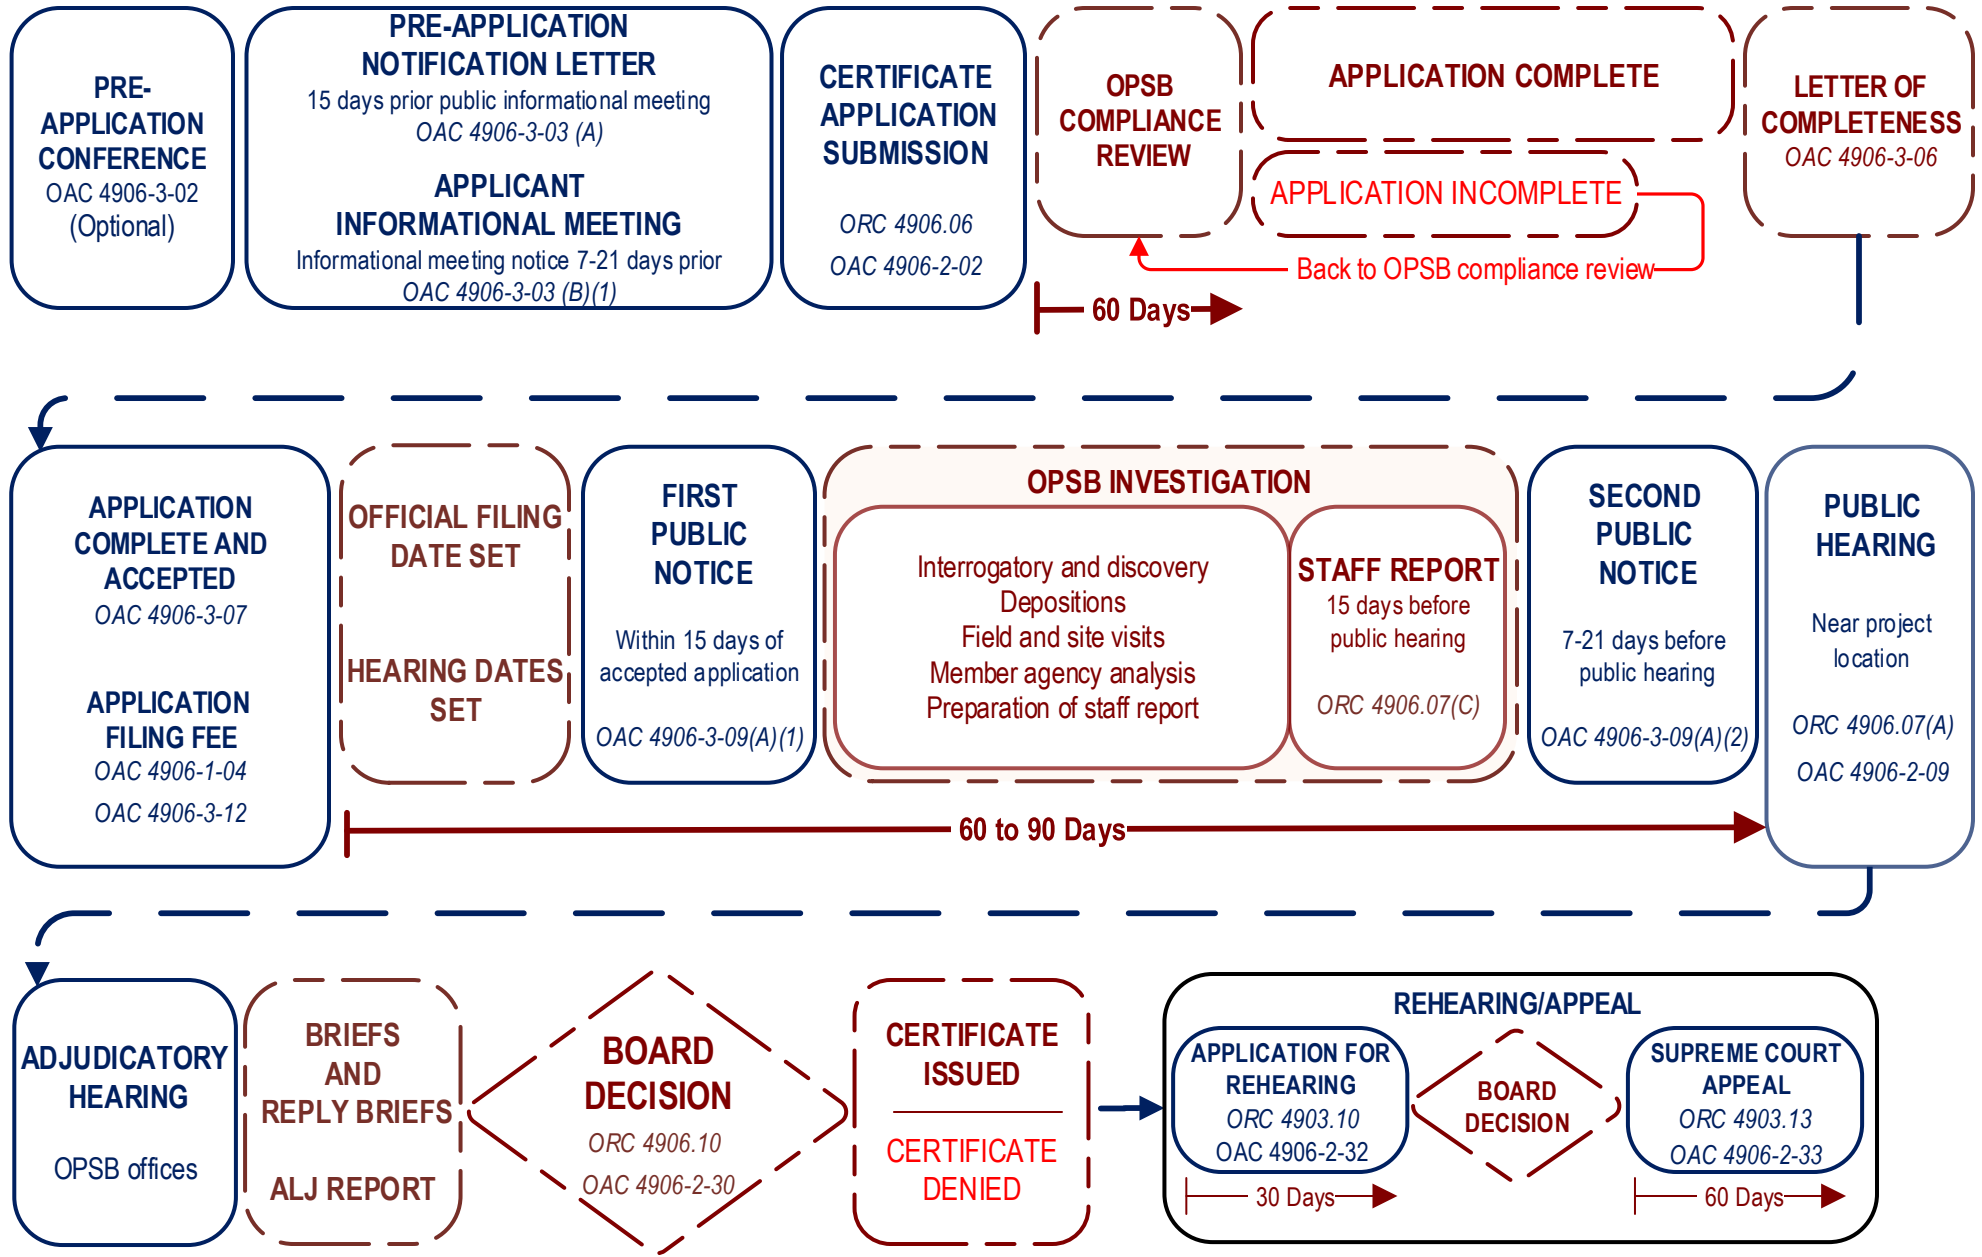 PRE-
APPLICATION
CONFERENCE
OAC 4906-3-02
(Optional)
PRE-APPLICATION
NOTIFICATION LETTER
15 days prior public informational meeting
OAC 4906-3-03 (A)
APPLICANT
INFORMATIONAL MEETING
Informational meeting notice 7-21 days prior
OAC 4906-3-03 (B)(1)
CERTIFICATE
APPLICATION
SUBMISSION
ORC 4906.06
OAC 4906-2-02
OPSB
COMPLIANCE
REVIEW
APPLICATION COMPLETE
APPLICATION INCOMPLETE
Back to OPSB compliance review
60 Days
LETTER OF
COMPLETENESS
OAC 4906-3-06
APPLICATION
COMPLETE AND
ACCEPTED
OAC 4906-3-07
APPLICATION
FILING FEE
OAC 4906-1-04
OAC 4906-3-12
OFFICIAL FILING
DATE SET
HEARING DATES
SET
FIRST
PUBLIC
NOTICE
Within 15 days of
accepted application
OAC 4906-3-09(A)(1)
OPSB INVESTIGATION
Interrogatory and discovery
Depositions
Field and site visits
Member agency analysis
Preparation of staff report
STAFF REPORT
15 days before
public hearing
ORC 4906.07(C)
SECOND
PUBLIC
NOTICE
7-21 days before
public hearing
OAC 4906-3-09(A)(2)
PUBLIC
HEARING
Near project
location
ORC 4906.07(A)
OAC 4906-2-09
60 to 90 Days
ADJUDICATORY
HEARING
OPSB offices
BRIEFS
AND
REPLY BRIEFS
ALJ REPORT
BOARD
DECISION
ORC 4906.10
OAC 4906-2-30
CERTIFICATE
ISSUED
CERTIFICATE
DENIED
REHEARING/APPEAL
APPLICATION FOR
REHEARING
ORC 4903.10
OAC 4906-2-32
30 Days
BOARD
DECISION
SUPREME COURT
APPEAL
ORC 4903.13
OAC 4906-2-33
60 Days